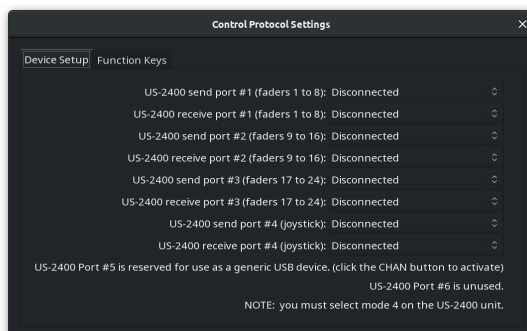 Control Protocol Settings
Device Setup Function Keys
US-2400 send port #1 (faders 1 to 8): Disconnected
US-2400 receive port #1 (faders 1 to 8): Disconnected
US-2400 send port #2 (faders 9 to 16): Disconnected
US-2400 receive port #2 (faders 9 to 16): Disconnected
US-2400 send port #3 (faders 17 to 24): Disconnected
US-2400 receive port #3 (faders 17 to 24): Disconnected
US-2400 send port #4 (joystick): Disconnected
US-2400 receive port #4 (joystick): Disconnected
US-2400 Port #5 is reserved for use as a generic USB device. (click the CHAN button to activate)
US-2400 Port #6 is unused.
NOTE: you must select mode 4 on the US-2400 unit.